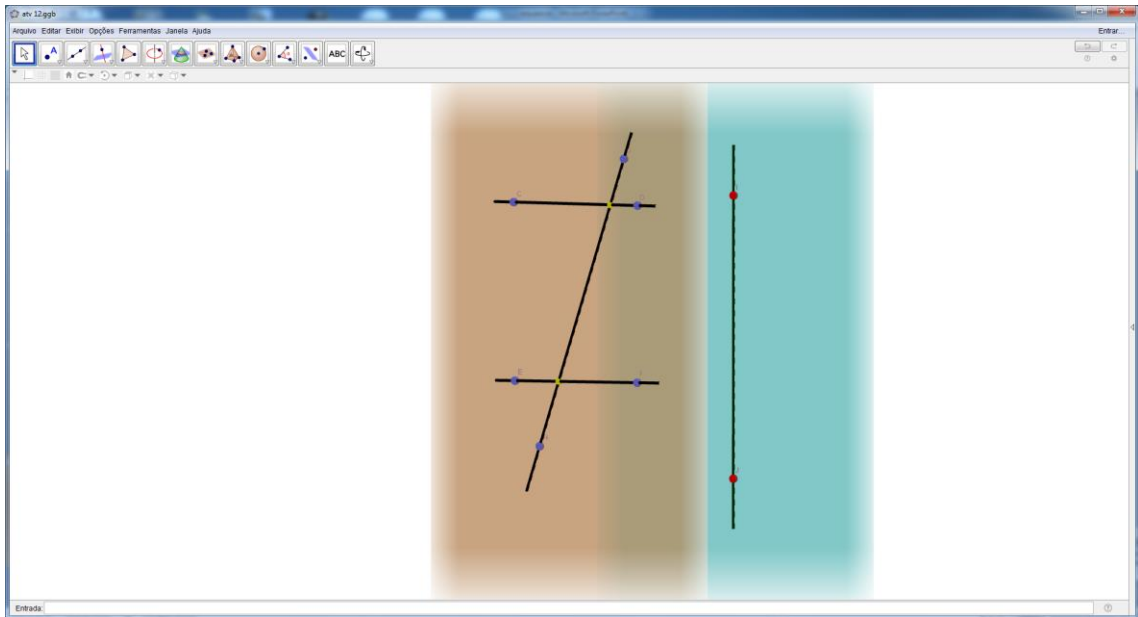 atv 12.ggb
Arquivo Editar Exibir Opções Ferramentas Janela Ajuda
Entrar...
ABC
C
E
Entrada: